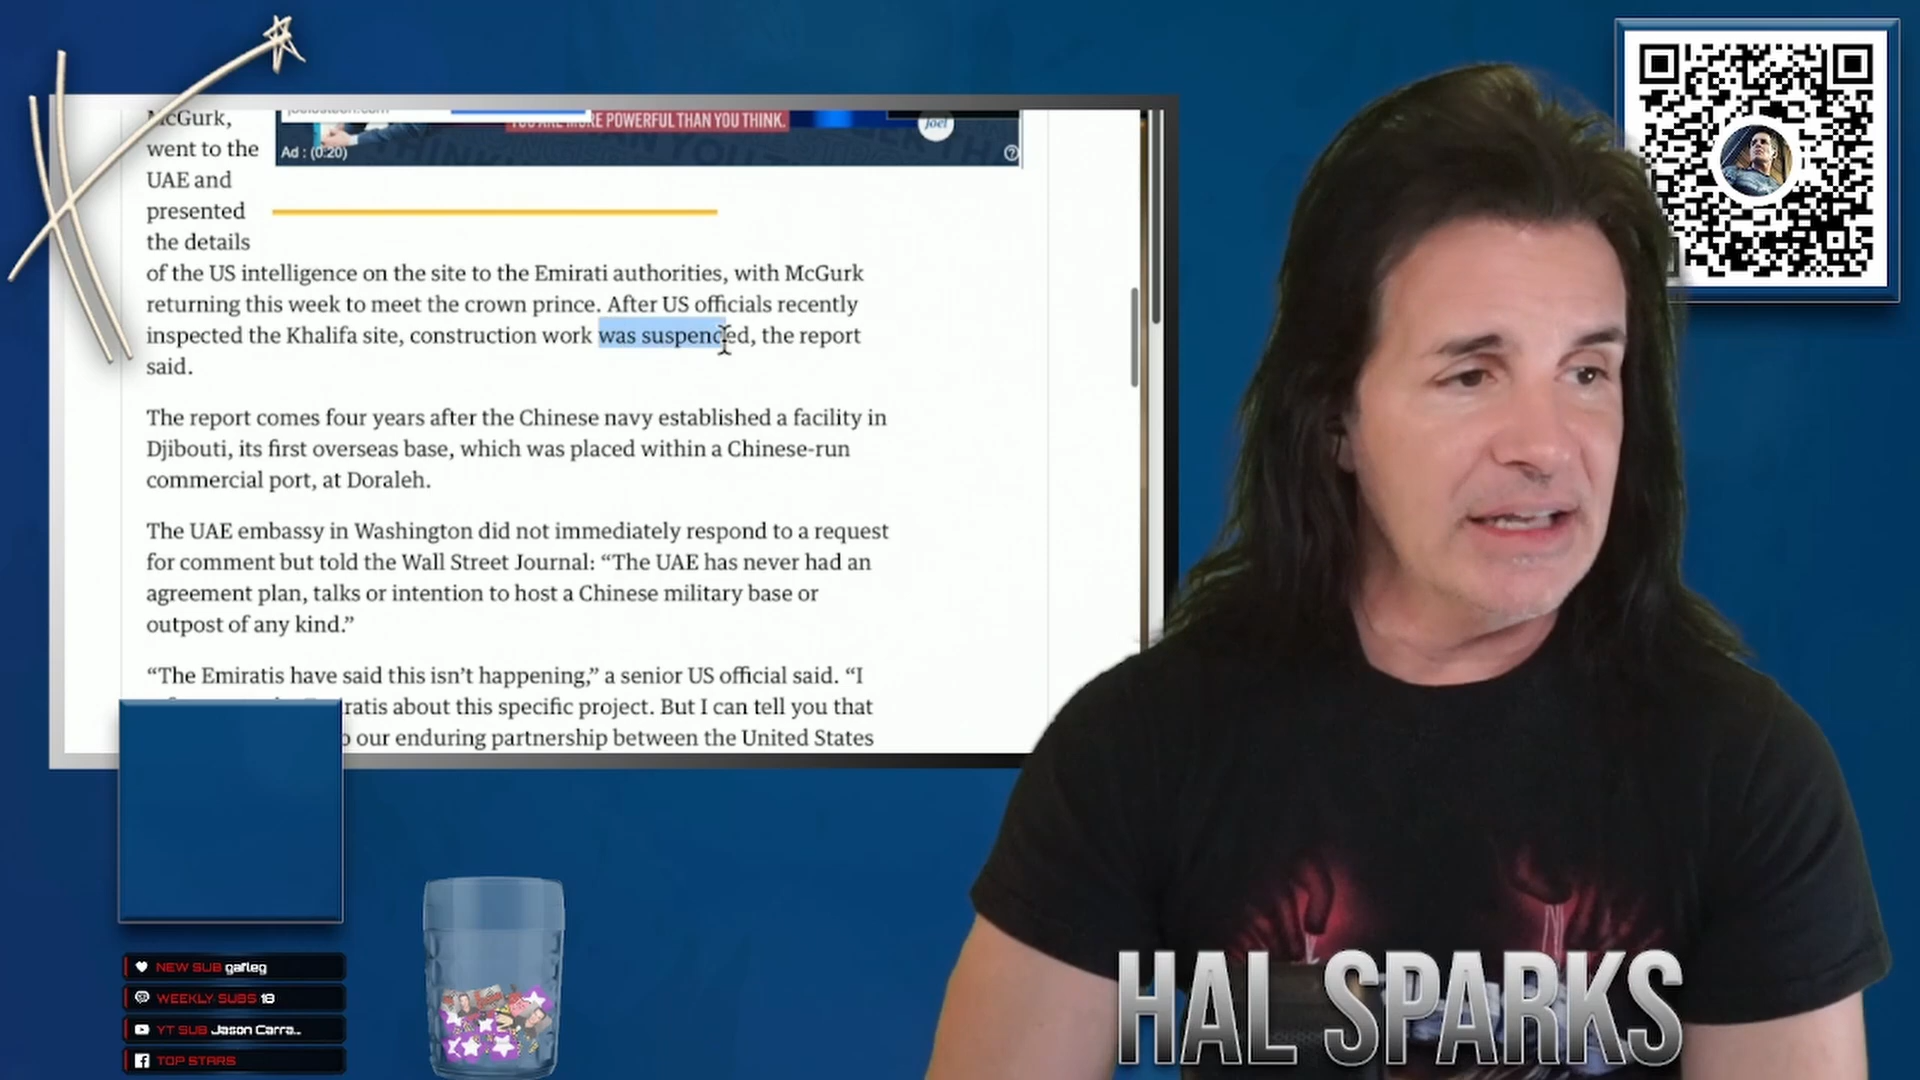 McGurk,
went to the
UAE and
presented
the details
of the US intelligence on the site to the Emirati authorities, with McGurk
returning this week to meet the crown prince. After US officials recently
inspected the Khalifa site, construction work was suspended, the report
said.
The report comes four years after the Chinese navy established a facility in
Djibouti, its first overseas base, which was placed within a Chinese-run
commercial port, at Doraleh.
The UAE embassy in Washington did not immediately respond to a request
for comment but told the Wall Street Journal: “The UAE has never had an
agreement plan, talks or intention to host a Chinese military base or
outpost of any kind.”
“The Emiratis have said this isn’t happening,” a senior US official said. “I
ratis about this specific project. But I can tell you that
our enduring partnership between the United States
YOU ARE MORE POWERFUL THAN YOU THINK.
Joel
Ad : (0:20)
NEW SUB gafleg
WEEKLY SUBS 18
YT SUB Jason Carra...
TOP STARS
HAL SPARKS